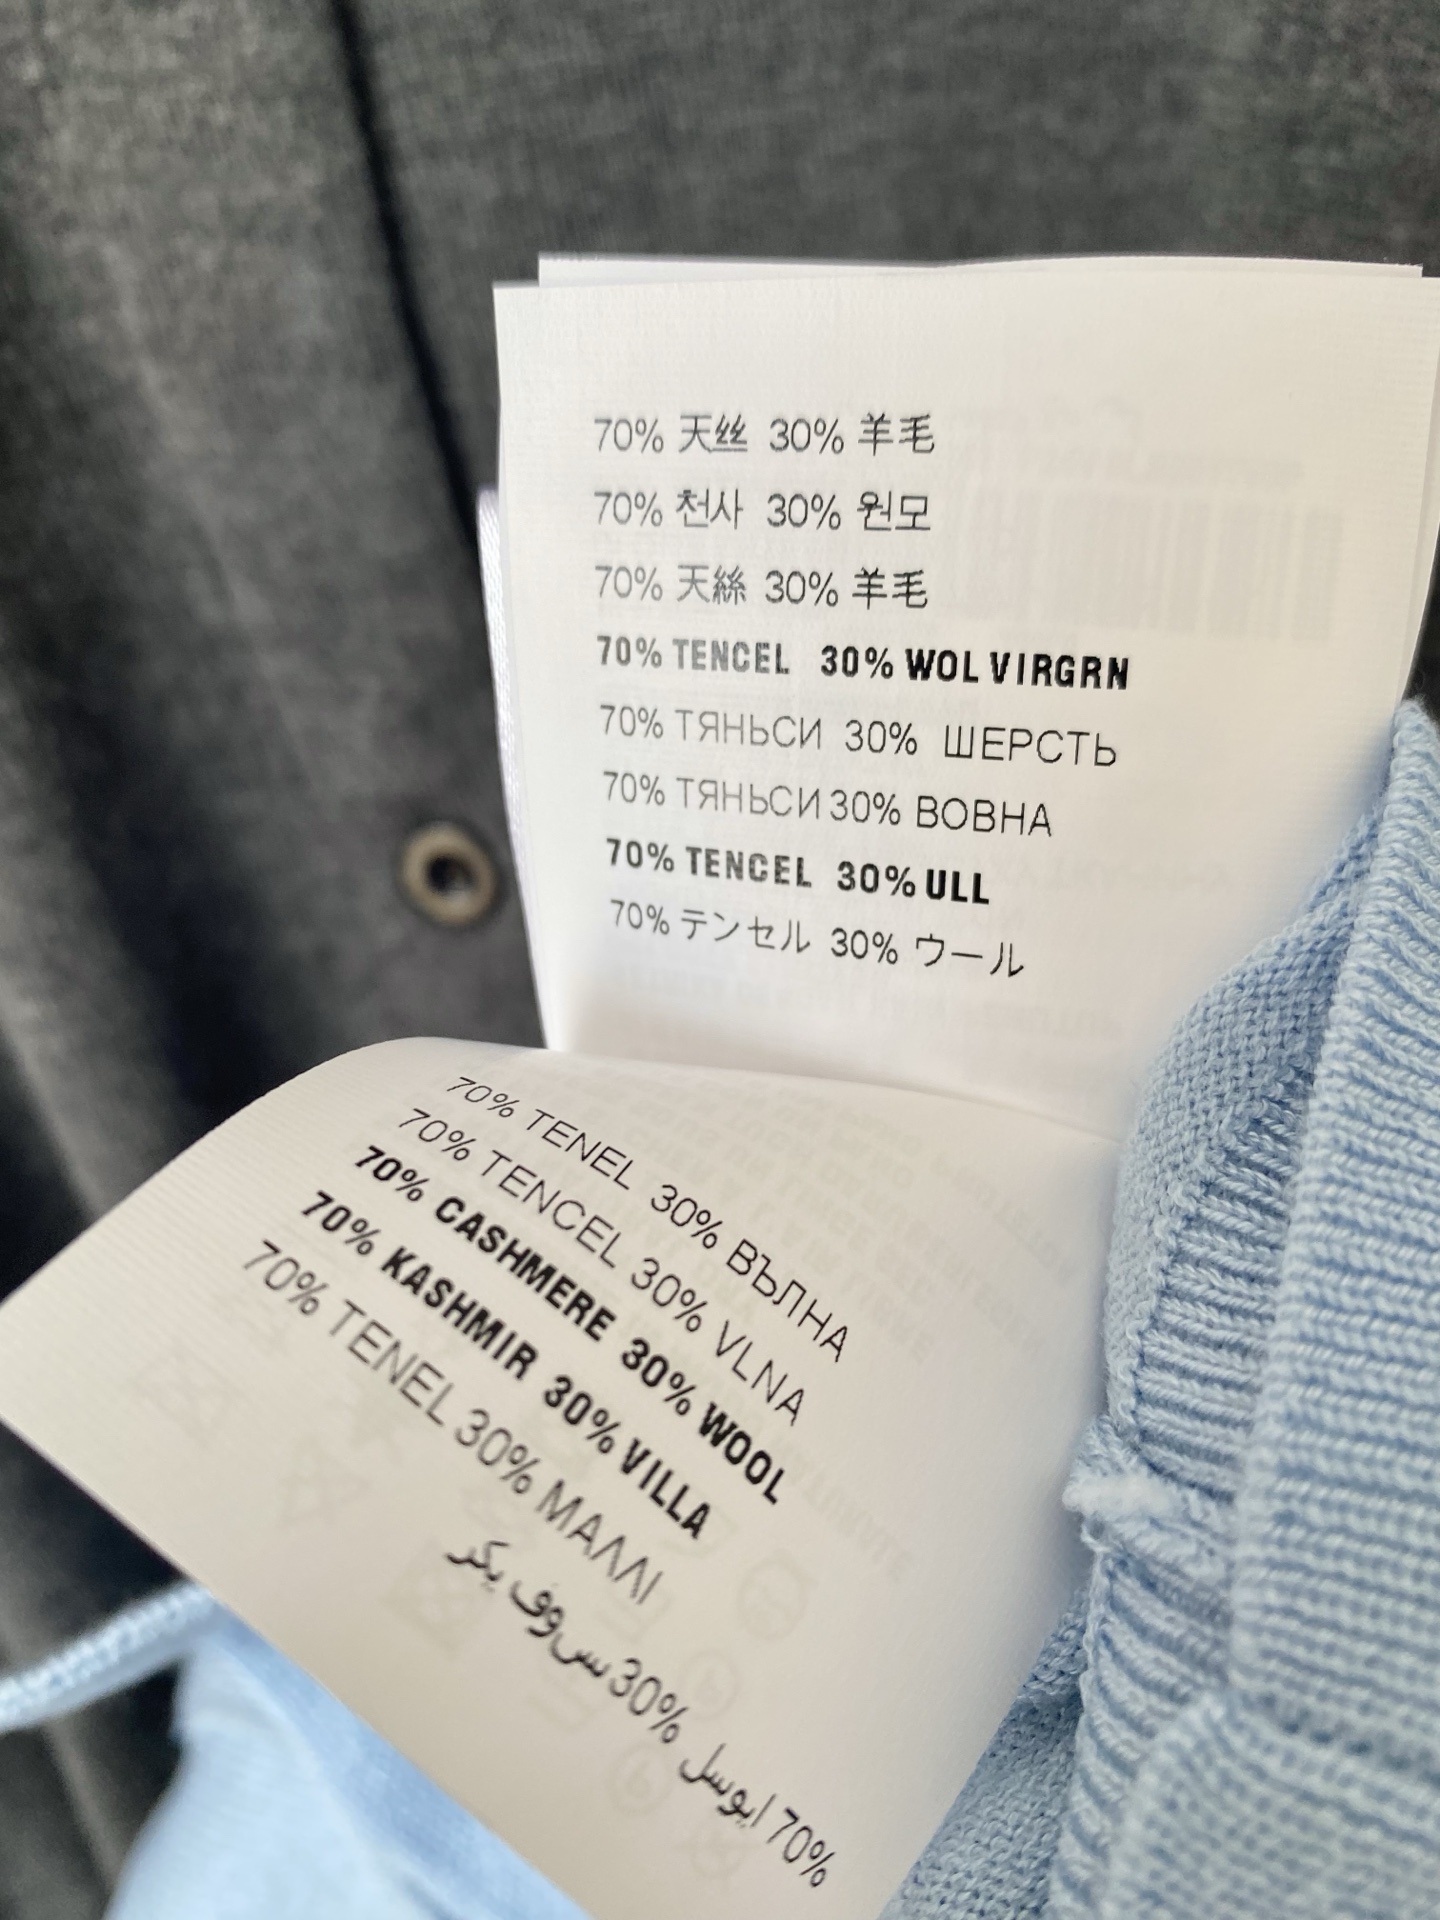 70% 天丝 30% 羊毛
70% 천사 30% 원모
70% 天絲 30% 羊毛
70% TENCEL 30% WOL VIRGRN
70% ТЯНЬСИ 30% ШЕРСТЬ
70% ТЯНЬСИ 30% ВОВНА
70% TENCEL 30% ULL
70% テンセル 30% ウール
70% TENEL 30% ВЪЛНА
70% TENCEL 30% VLNA
70% CASHMERE 30% WOOL
70% KASHMIR 30% VILLA
70% TENEL 30% ΜΑΛΛΙ
70% ايوسل 30% سوف يكر